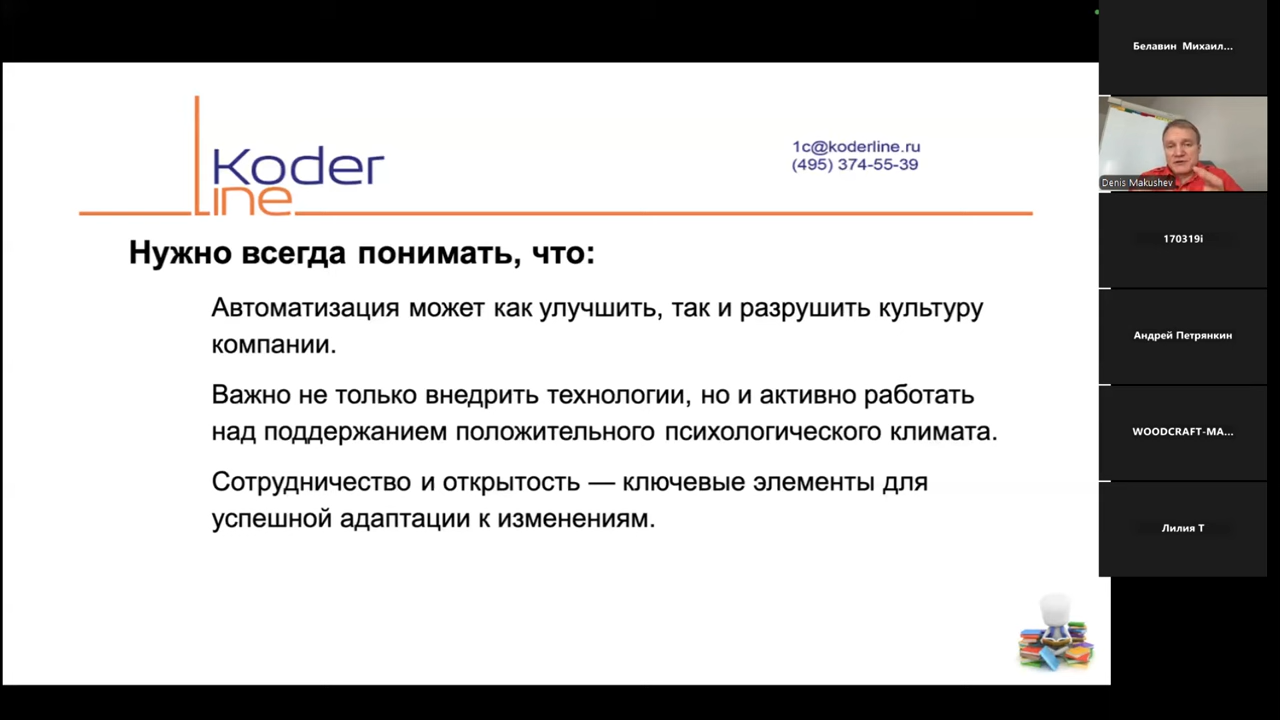 Koder
Line
1c@koderline.ru
(495) 374-55-39
Нужно всегда понимать, что:
Автоматизация может как улучшить, так и разрушить культуру
компании.
Важно не только внедрить технологии, но и активно работать
над поддержанием положительного психологического климата.
Сотрудничество и открытость — ключевые элементы для
успешной адаптации к изменениям.
Белавин Михаил...
Denis Makushev
170319i
Андрей Петрянкин
WOODCRAFT-MA...
Лилия Т